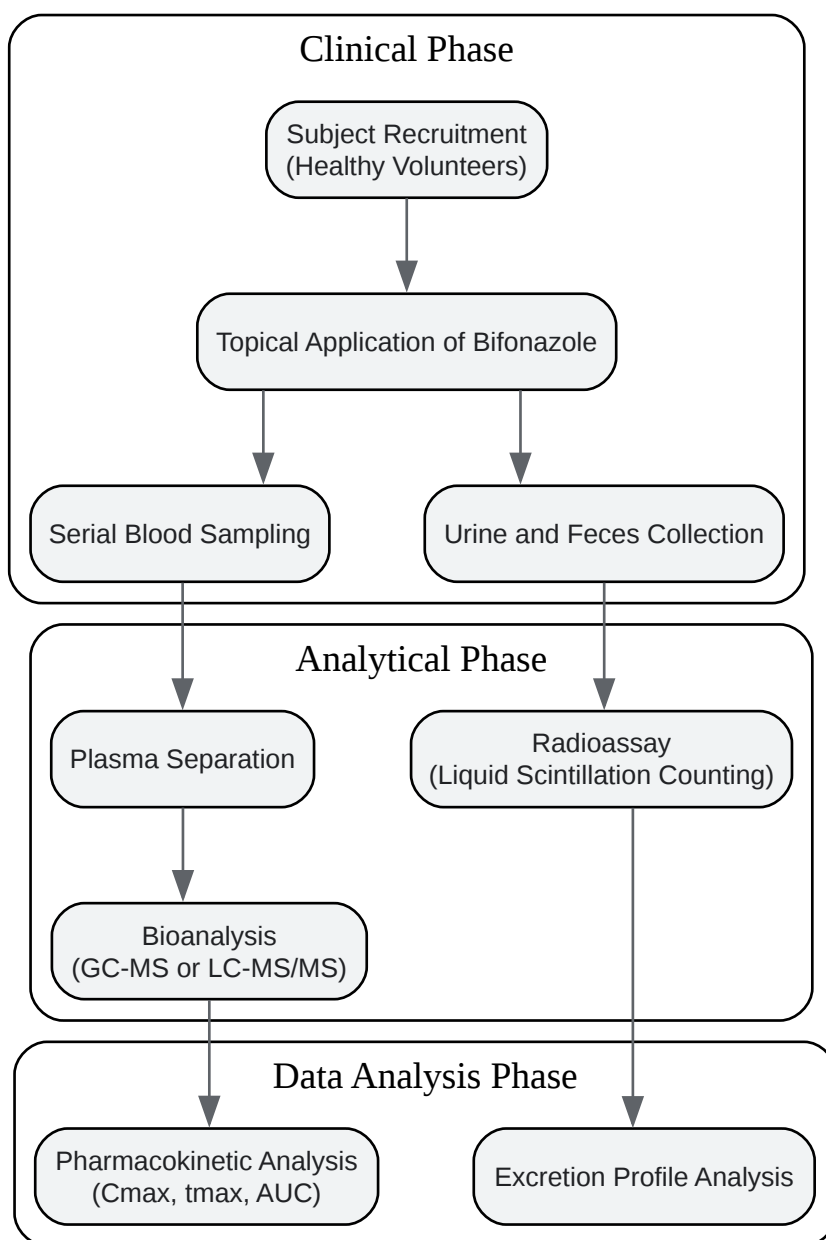 Clinical Phase
Subject Recruitment
(Healthy Volunteers)
Topical Application of Bifonazole
Serial Blood Sampling
Urine and Feces Collection
Analytical Phase
Plasma Separation
Radioassay
(Liquid Scintillation Counting)
Bioanalysis
(GC-MS or LC-MS/MS)
Data Analysis Phase
Pharmacokinetic Analysis
(Cmax, tmax, AUC)
Excretion Profile Analysis